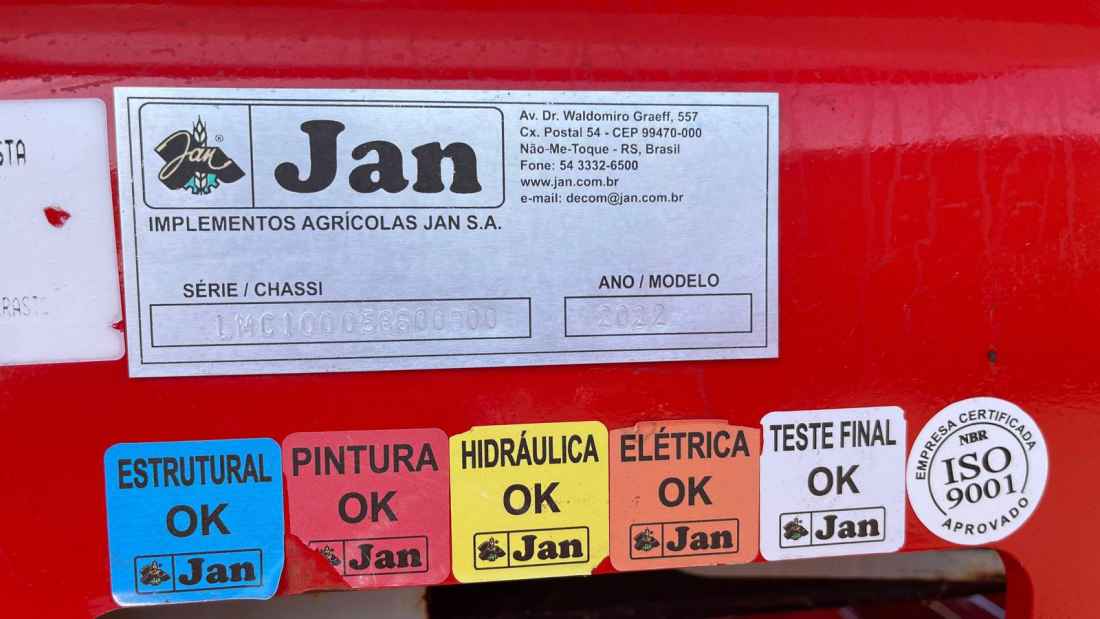 STA
Jan
Jan
Av. Dr. Waldomiro Graeff, 557
Cx. Postal 54 - CEP 99470-000
Não-Me-Toque - RS, Brasil
Fone: 54 3332-6500
www.jan.com.br
e-mail: decom@jan.com.br
IMPLEMENTOS AGRÍCOLAS JAN S.A.
SÉRIE / CHASSI
ANO / MODELO
2022
ESTRUTURAL
OK
Jan
PINTURA
OK
Jan
HIDRÁULICA
OK
Jan
ELÉTRICA
OK
Jan
TESTE FINAL
OK
Jan
EMPRESA CERTIFICADA
NBR
ISO
9001
APROVADO